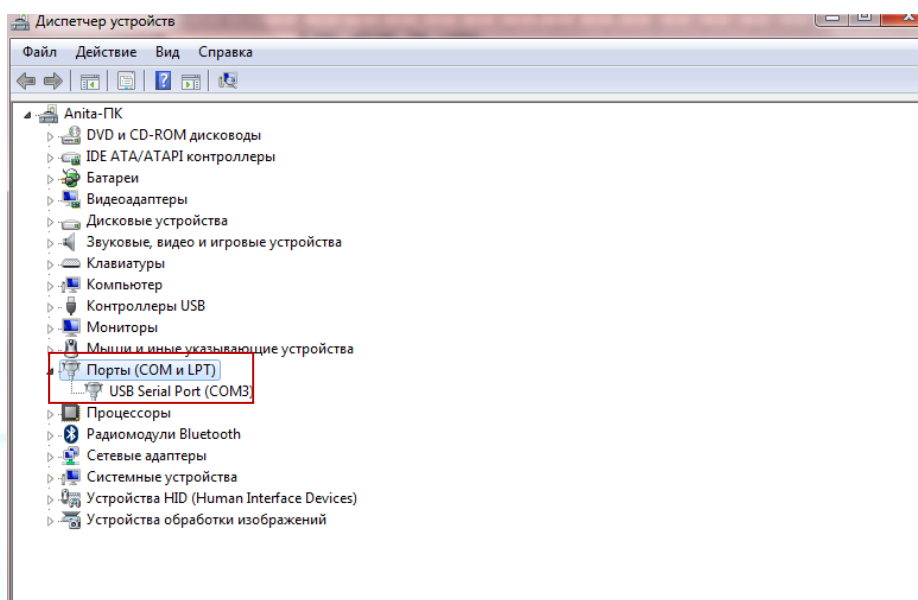 Диспетчер устройств
Файл Действие Вид Справка
Anita-ПК
DVD и CD-ROM дисководы
IDE ATA/ATAPI контроллеры
Батареи
Видеоадаптеры
Дисковые устройства
Звуковые, видео и игровые устройства
Клавиатуры
Компьютер
Контроллеры USB
Мониторы
Мыши и иные указывающие устройства
Порты (COM и LPT)
USB Serial Port (COM3)
Процессоры
Радиомодули Bluetooth
Сетевые адаптеры
Системные устройства
Устройства HID (Human Interface Devices)
Устройства обработки изображений